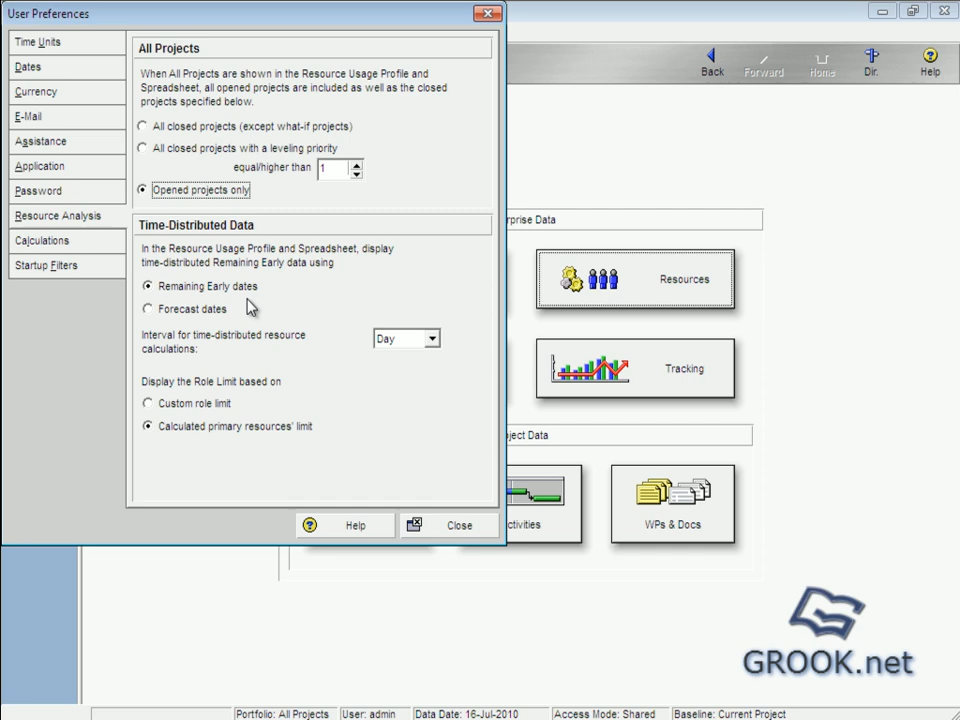 User Preferences
Time Units
Dates
Currency
E-Mail
Assistance
Application
Password
Resource Analysis
Calculations
Startup Filters
All Projects
When All Projects are shown in the Resource Usage Profile and
Spreadsheet, all opened projects are included as well as the closed
projects specified below.
All closed projects (except what-if projects)
All closed projects with a leveling priority
equal/higher than 1
Opened projects only
Time-Distributed Data
In the Resource Usage Profile and Spreadsheet, display
time-distributed Remaining Early data using
Remaining Early dates
Forecast dates
Interval for time-distributed resource
calculations:
Day
Display the Role Limit based on
Custom role limit
Calculated primary resources' limit
Help
Close
Back
Forward
Home
Dir.
Help
rprise Data
Resources
Tracking
ject Data
ctivities
WPs & Docs
GROOK.net
Portfolio: All Projects
User: admin
Data Date: 16-Jul-2010
Access Mode: Shared
Baseline: Current Project